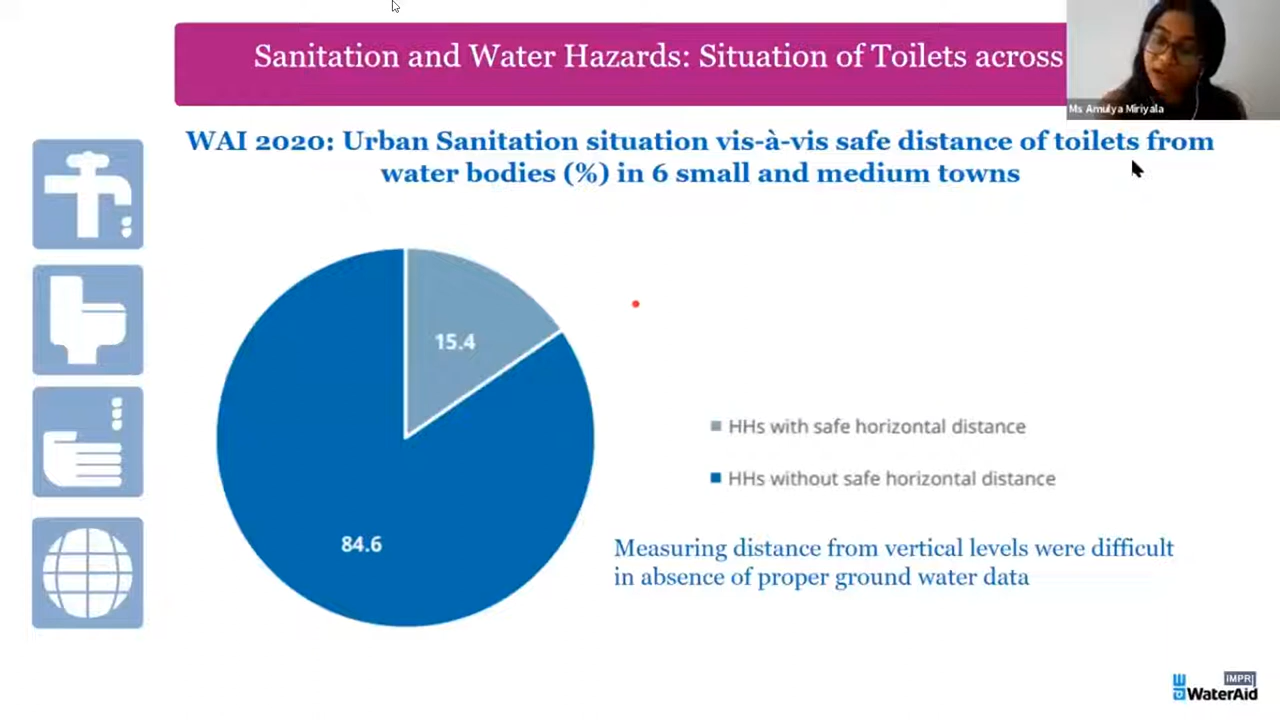 Sanitation and Water Hazards: Situation of Toilets across
Ms Amulya Miriyala
WAI 2020: Urban Sanitation situation vis-à-vis safe distance of toilets from
water bodies (%) in 6 small and medium towns
15.4
84.6
HHs with safe horizontal distance
HHs without safe horizontal distance
Measuring distance from vertical levels were difficult
in absence of proper ground water data
IMPRI
WaterAid